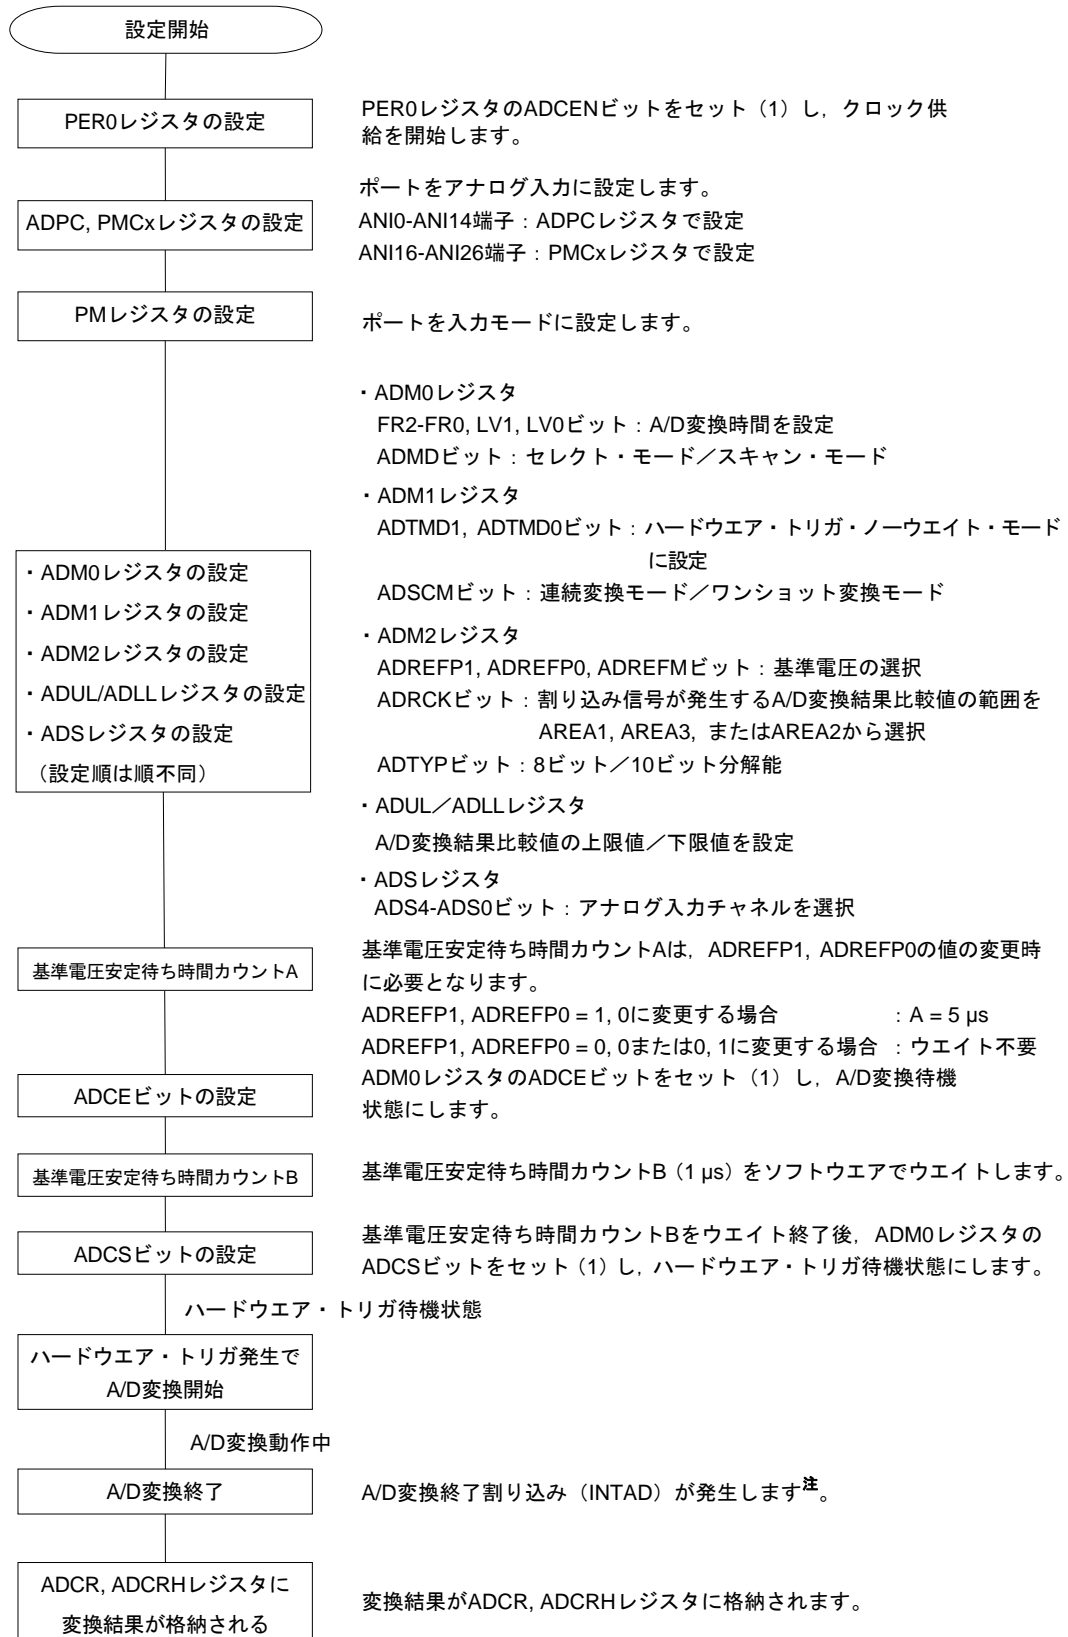 設定開始
PER0レジスタの設定
PER0レジスタのADCENビットをセット（1）し，クロック供
給を開始します。
ADPC, PMCxレジスタの設定
ポートをアナログ入力に設定します。
ANI0-ANI14端子：ADPCレジスタで設定
ANI16-ANI26端子：PMCxレジスタで設定
PMレジスタの設定
ポートを入力モードに設定します。
・ADM0レジスタの設定
・ADM1レジスタの設定
・ADM2レジスタの設定
・ADUL/ADLLレジスタの設定
・ADSレジスタの設定
（設定順は順不同）
・ADM0レジスタ
FR2-FR0, LV1, LV0ビット：A/D変換時間を設定
ADMDビット：セレクト・モード／スキャン・モード
・ADM1レジスタ
ADTMD1, ADTMD0ビット：ハードウエア・トリガ・ノーウエイト・モード
に設定
ADSCMビット：連続変換モード／ワンショット変換モード
・ADM2レジスタ
ADREFP1, ADREFP0, ADREFMビット：基準電圧の選択
ADRCKビット：割り込み信号が発生するA/D変換結果比較値の範囲を
AREA1, AREA3, またはAREA2から選択
ADTYPビット：8ビット／10ビット分解能
・ADUL／ADLLレジスタ
A/D変換結果比較値の上限値／下限値を設定
・ADSレジスタ
ADS4-ADS0ビット：アナログ入力チャネルを選択
基準電圧安定待ち時間カウントA
基準電圧安定待ち時間カウントAは，ADREFP1, ADREFP0の値の変更時
に必要となります。
ADREFP1, ADREFP0 = 1, 0に変更する場合　　　　：A = 5 µs
ADREFP1, ADREFP0 = 0, 0または0, 1に変更する場合 ：ウエイト不要
ADCEビットの設定
ADM0レジスタのADCEビットをセット（1）し，A/D変換待機
状態にします。
基準電圧安定待ち時間カウントB
基準電圧安定待ち時間カウントB（1 µs）をソフトウエアでウエイトします。
ADCSビットの設定
基準電圧安定待ち時間カウントBをウエイト終了後，ADM0レジスタの
ADCSビットをセット（1）し，ハードウエア・トリガ待機状態にします。
ハードウエア・トリガ待機状態
ハードウエア・トリガ発生で
A/D変換開始
A/D変換動作中
A/D変換終了
A/D変換終了割り込み（INTAD）が発生します注。
ADCR, ADCRHレジスタに
変換結果が格納される
変換結果がADCR, ADCRHレジスタに格納されます。